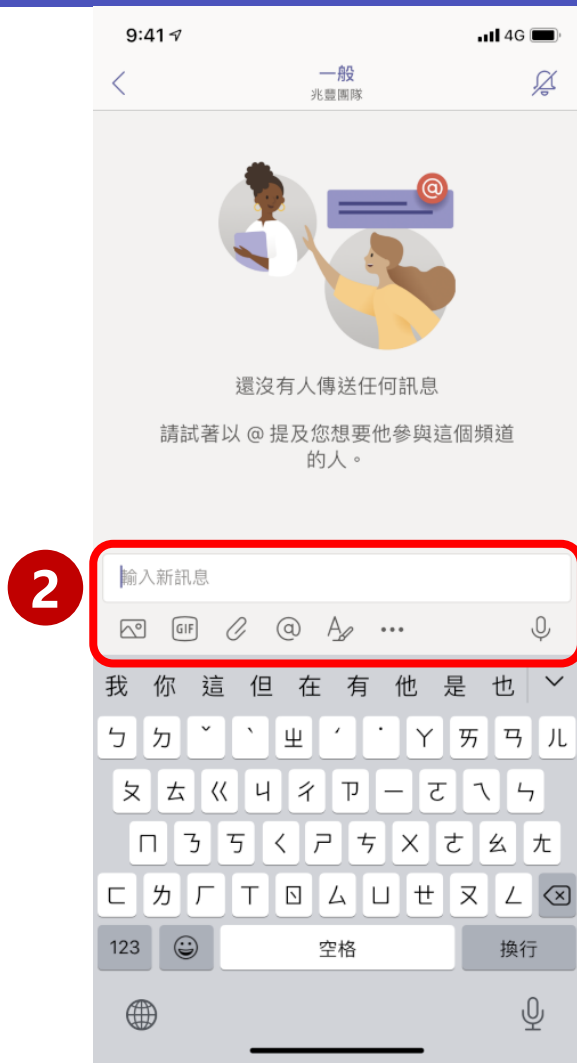 9:41 4G
一般
兆豐團隊
@
還沒有人傳送任何訊息
請試著以 @ 提及您想要他參與這個頻道
的人。
2
輸入新訊息
GIF @ A
我 你 這 但 在 有 他 是 也
ㄅ ㄉ ˇ ˋ ㄓ ˊ ˙ ㄚ ㄞ ㄢ ㄦ
ㄆ ㄊ ㄍ ㄐ ㄔ ㄗ ㄧ ㄛ ㄟ ㄣ
ㄇ ㄋ ㄎ ㄑ ㄕ ㄘ ㄨ ㄜ ㄠ ㄤ
ㄈ ㄌ ㄏ ㄒ ㄖ ㄙ ㄩ ㄝ ㄡ ㄥ
123 空格 換行